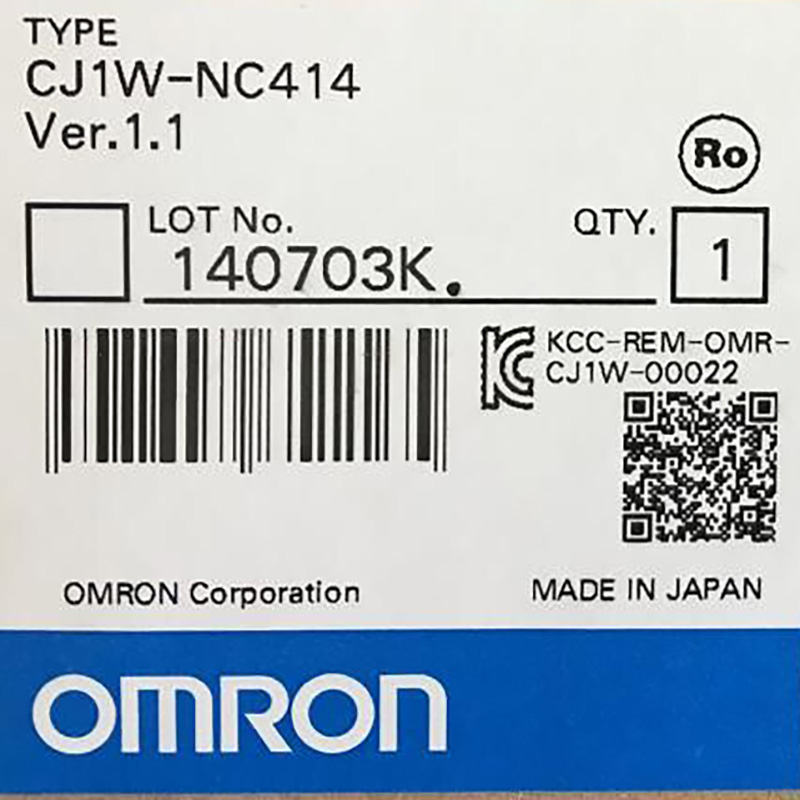 TYPE
CJ1W-NC414
Ver.1.1
Ro
LOT No.
140703K.
QTY.
1
KCC-REM-OMR-
CJ1W-00022
OMRON Corporation
MADE IN JAPAN
OMRON